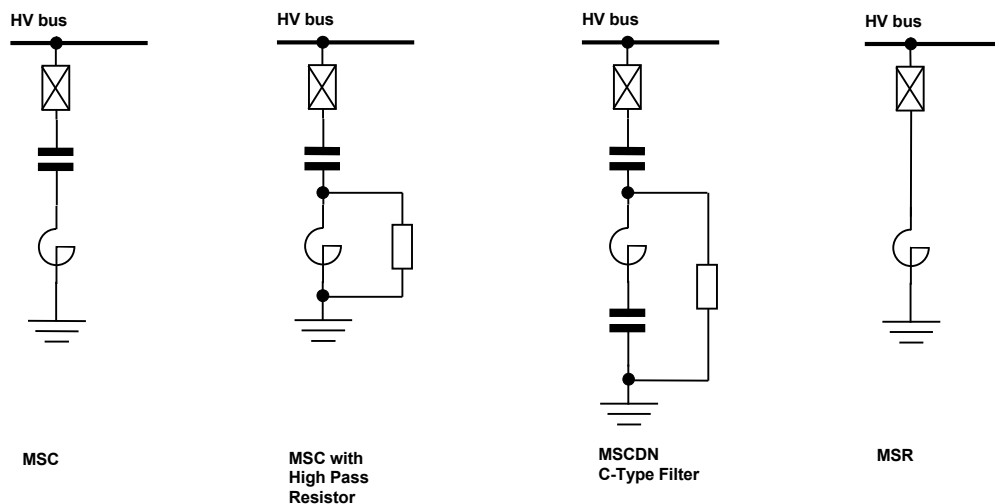 HV bus
HV bus
HV bus
HV bus
MSC
MSC with
High Pass
Resistor
MSCDN
C-Type Filter
MSR